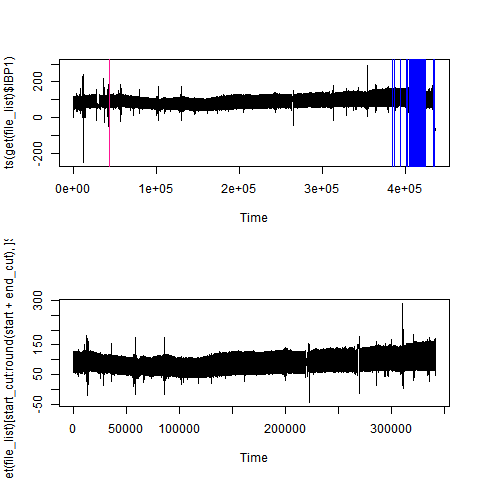 ts(get(file_list)$IBP1)
200
0
-200
0e+00 1e+05 2e+05 3e+05 4e+05
Time
et(file_list)[start_cut:round(start + end_cut), ]$
300
150
50
-50
0 50000 100000 200000 300000
Time